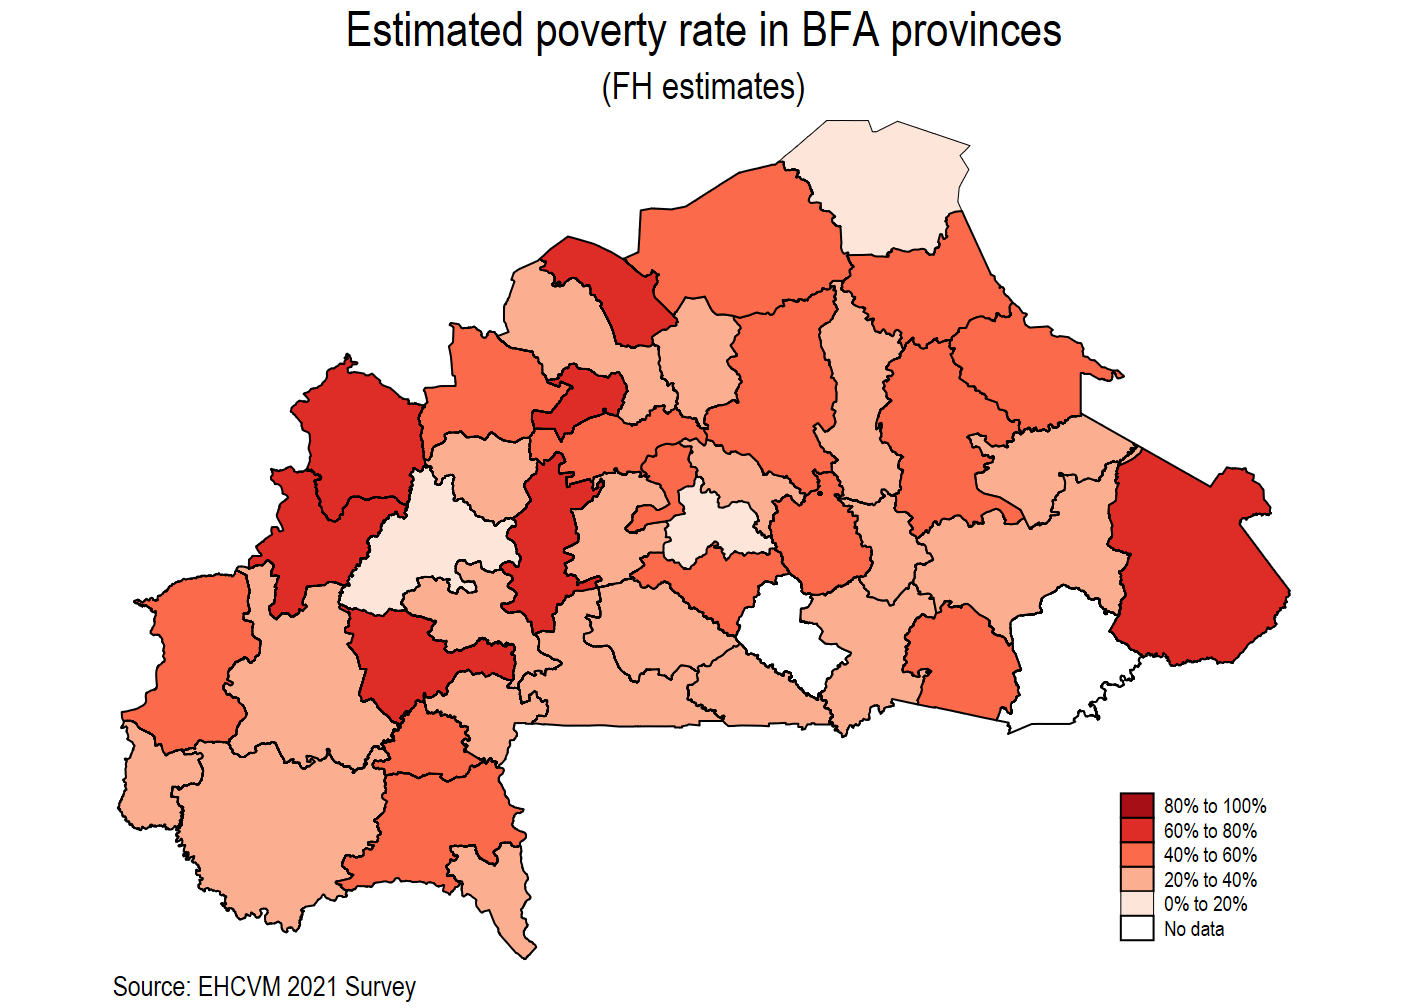 Estimated poverty rate in BFA provinces
(FH estimates)
80% to 100%
60% to 80%
40% to 60%
20% to 40%
0% to 20%
No data
Source: EHCVM 2021 Survey